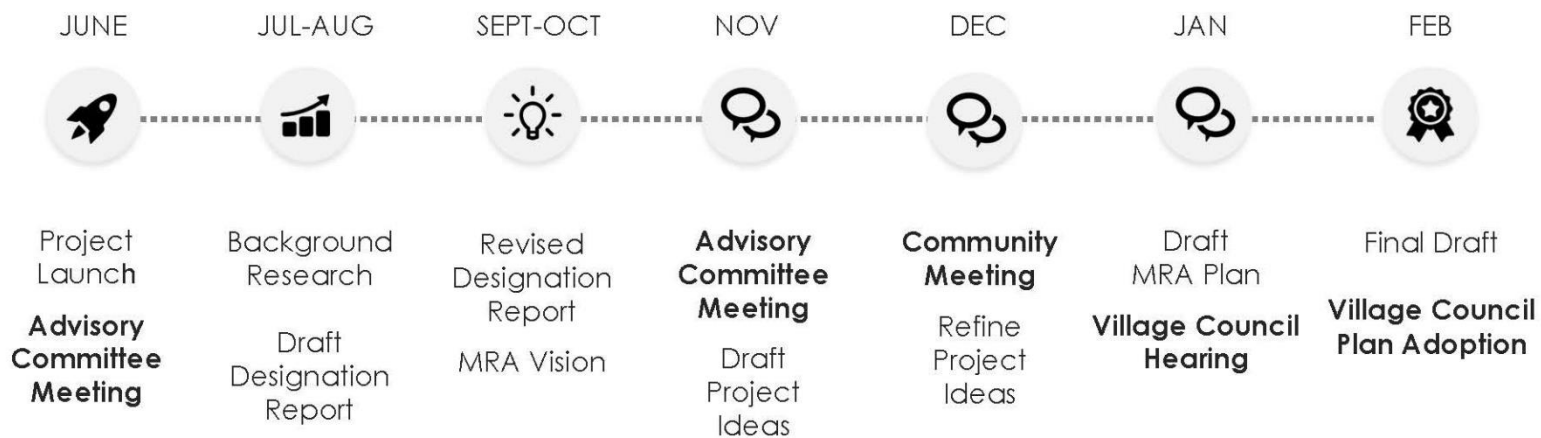 JUNE
JUL-AUG
SEPT-OCT
NOV
DEC
JAN
FEB
Project
Launch
Advisory
Committee
Meeting
Background
Research
Draft
Designation
Report
Revised
Designation
Report
MRA Vision
Advisory
Committee
Meeting
Draft
Project
Ideas
Community
Meeting
Refine
Project
Ideas
Draft
MRA Plan
Village Council
Hearing
Final Draft
Village Council
Plan Adoption